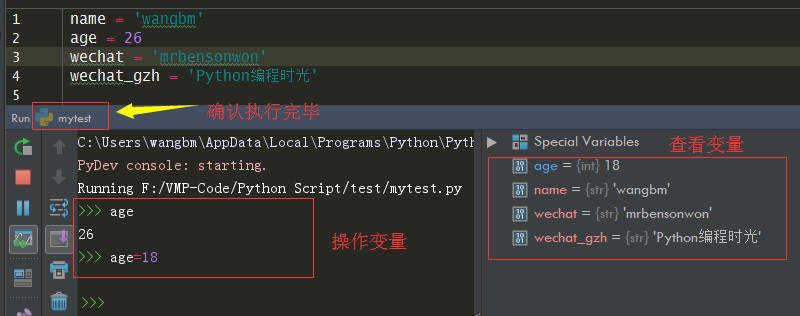 1 name = 'wangbm'
2 age = 26
3 wechat = 'mrbensonwon'
4 wechat_gzh = 'Python编程时光'
5
Run mytest
确认执行完毕
C:\Users\wangbm\AppData\Local\Programs\Python\Pyth
PyDev console: starting.
Running F:/VMP-Code/Python Script/test/mytest.py
>>> age
26
>>> age=18
>>>
操作变量
Special Variables
查看变量
age = {int} 18
name = {str} 'wangbm'
wechat = {str} 'mrbensonwon'
wechat_gzh = {str} 'Python编程时光'